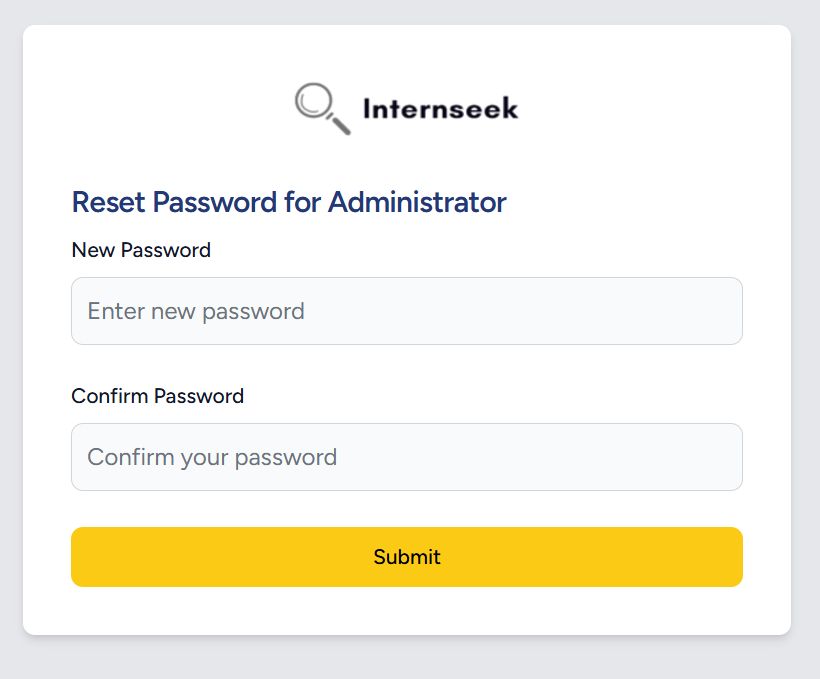 Internseek
Reset Password for Administrator
New Password
Enter new password
Confirm Password
Confirm your password
Submit